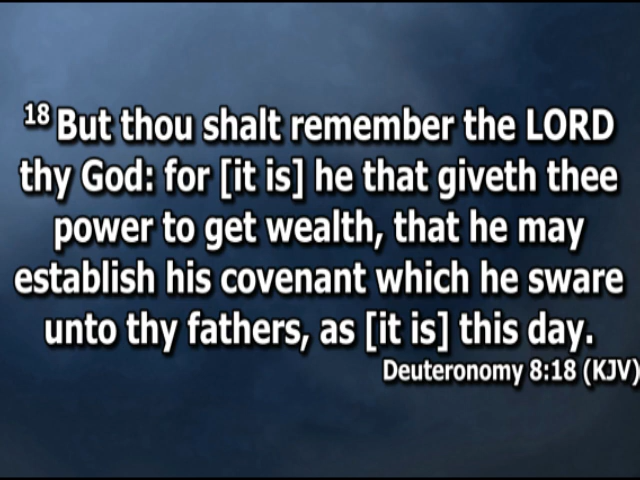 18 But thou shalt remember the LORD
thy God: for [it is] he that giveth thee
power to get wealth, that he may
establish his covenant which he sware
unto thy fathers, as [it is] this day.
Deuteronomy 8:18 (KJV)